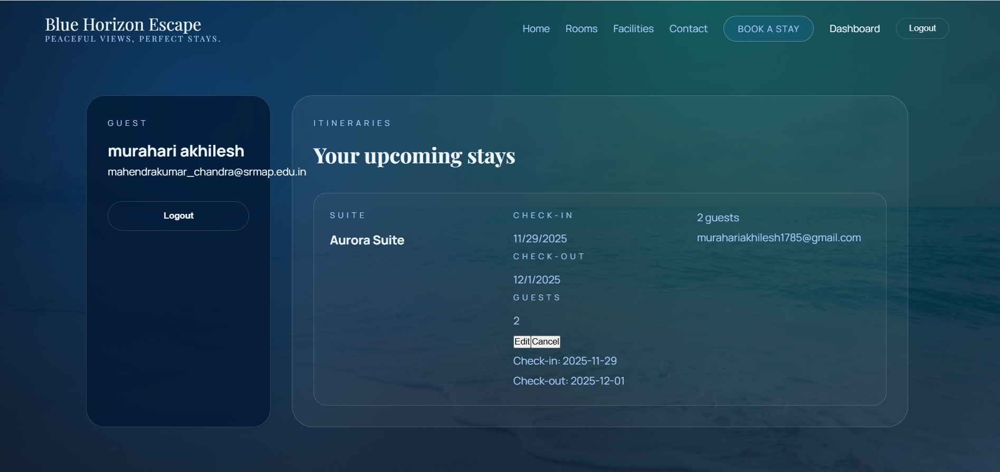 Blue Horizon Escape
PEACEFUL VIEWS, PERFECT STAYS.
Home Rooms Facilities Contact BOOK A STAY Dashboard Logout
GUEST
murahari akhilesh
mahendrakumar_chandra@srmap.edu.in
Logout
ITINERARIES
Your upcoming stays
SUITE
Aurora Suite
CHECK-IN
11/29/2025
CHECK-OUT
12/1/2025
GUESTS
2
Edit Cancel
Check-in: 2025-11-29
Check-out: 2025-12-01
2 guests
murahariakhilesh1785@gmail.com